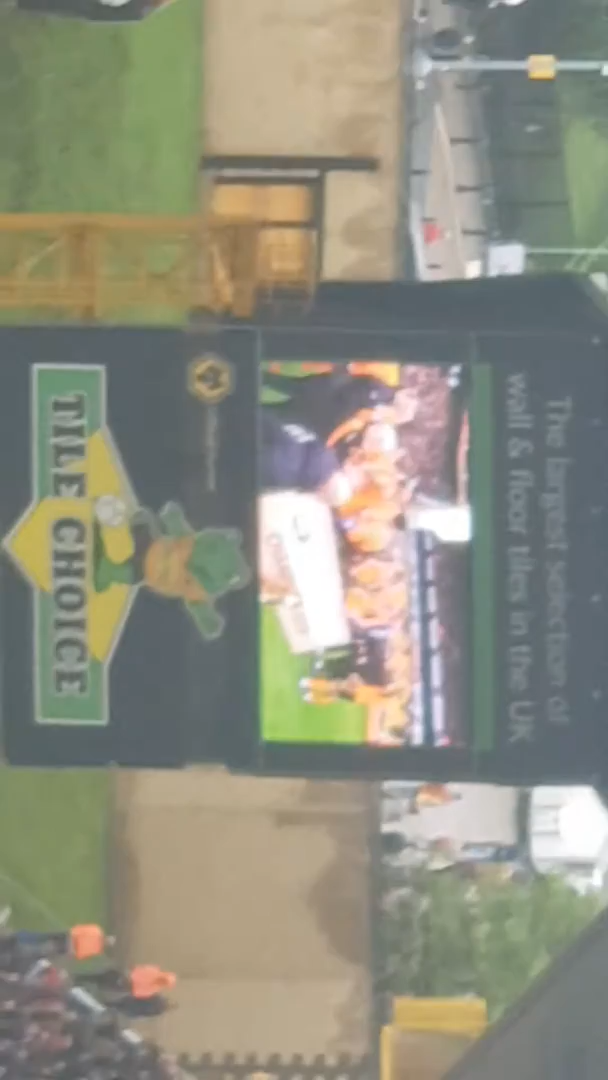 The largest selection of
wall & floor tiles in the UK
TILE CHOICE